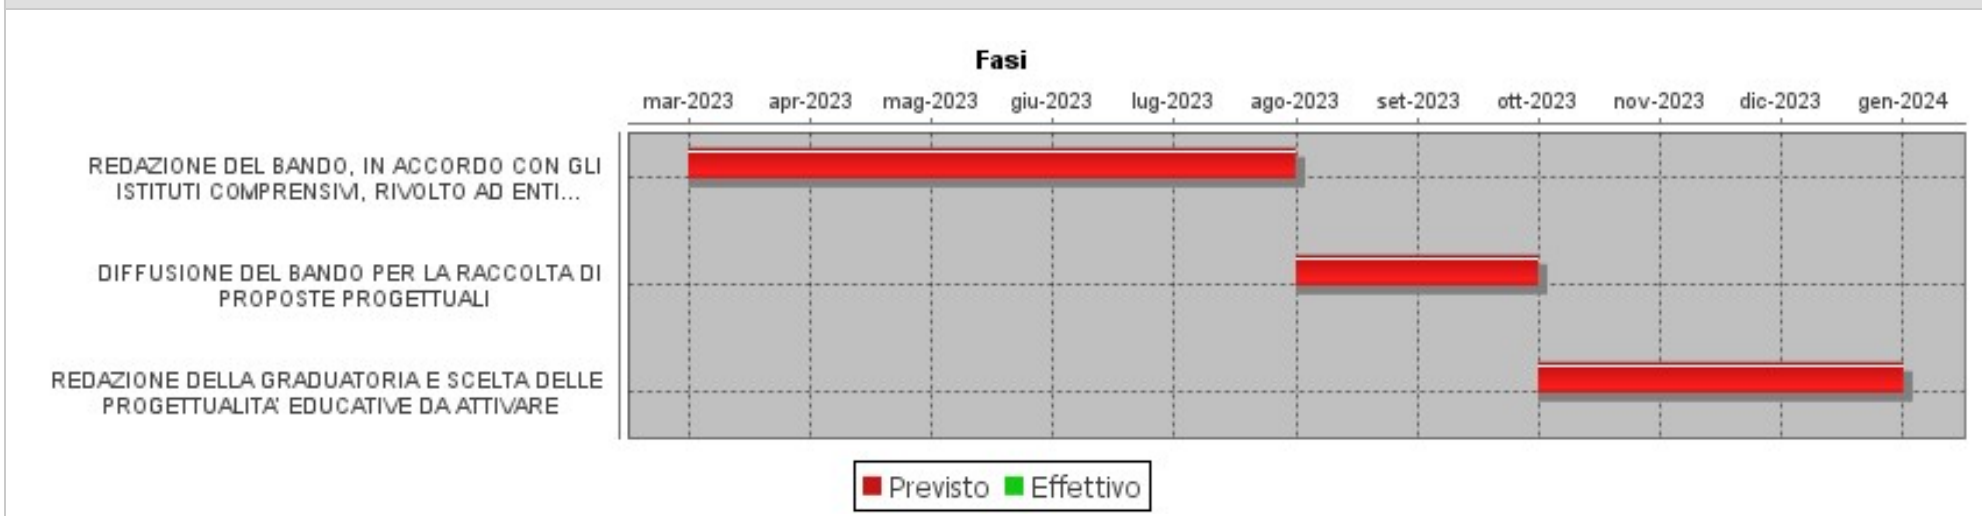 Fasi
mar-2023 apr-2023 mag-2023 giu-2023 lug-2023 ago-2023 set-2023 ott-2023 nov-2023 dic-2023 gen-2024
REDAZIONE DEL BANDO, IN ACCORDO CON GLI
ISTITUTI COMPRENSIVI, RIVOLTO AD ENTI...
DIFFUSIONE DEL BANDO PER LA RACCOLTA DI
PROPOSTE PROGETTUALI
REDAZIONE DELLA GRADUATORIA E SCELTA DELLE
PROGETTUALITA' EDUCATIVE DA ATTIVARE
Previsto Effettivo